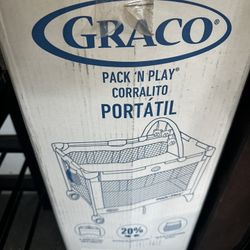 GRACO®
PACK 'N PLAY®
CORRALITO
PORTÁTIL
20%